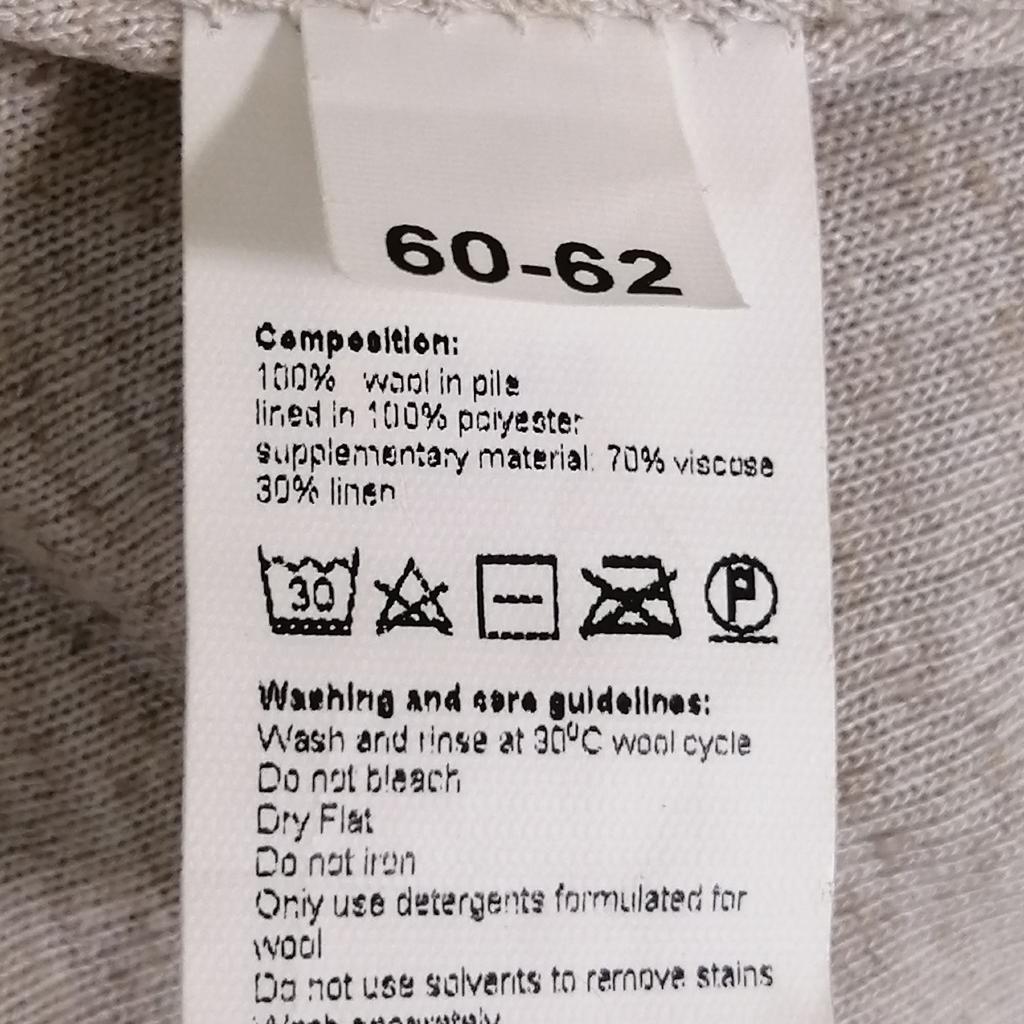 60-62
Composition:
100% wool in pile
lined in 100% polyester
supplementary material: 70% viscose
30% linen
30
P
Washing and care guidelines:
Wash and rinse at 30°C wool cycle
Do not bleach
Dry Flat
Do not iron
Only use detergents formulated for
wool
Do not use solvents to remove stains
Wash separately